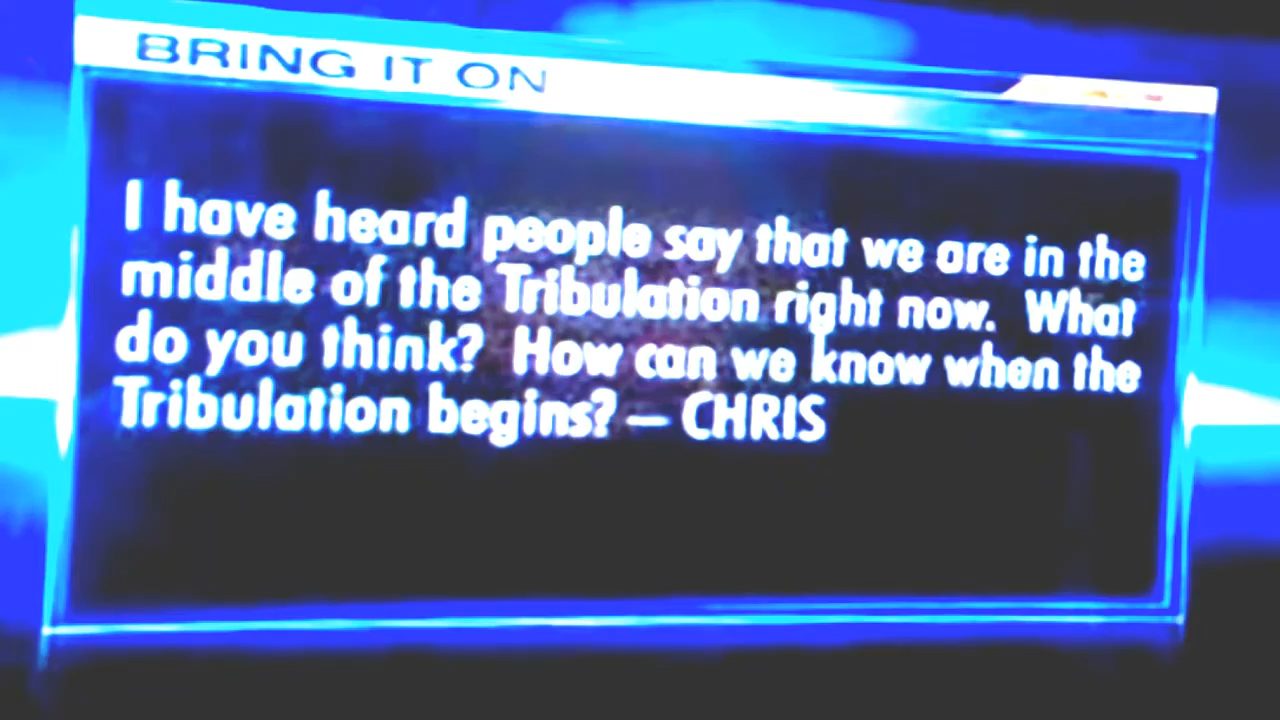 BRING IT ON
I have heard people say that we are in the
middle of the Tribulation right now. What
do you think? How can we know when the
Tribulation begins? – CHRIS